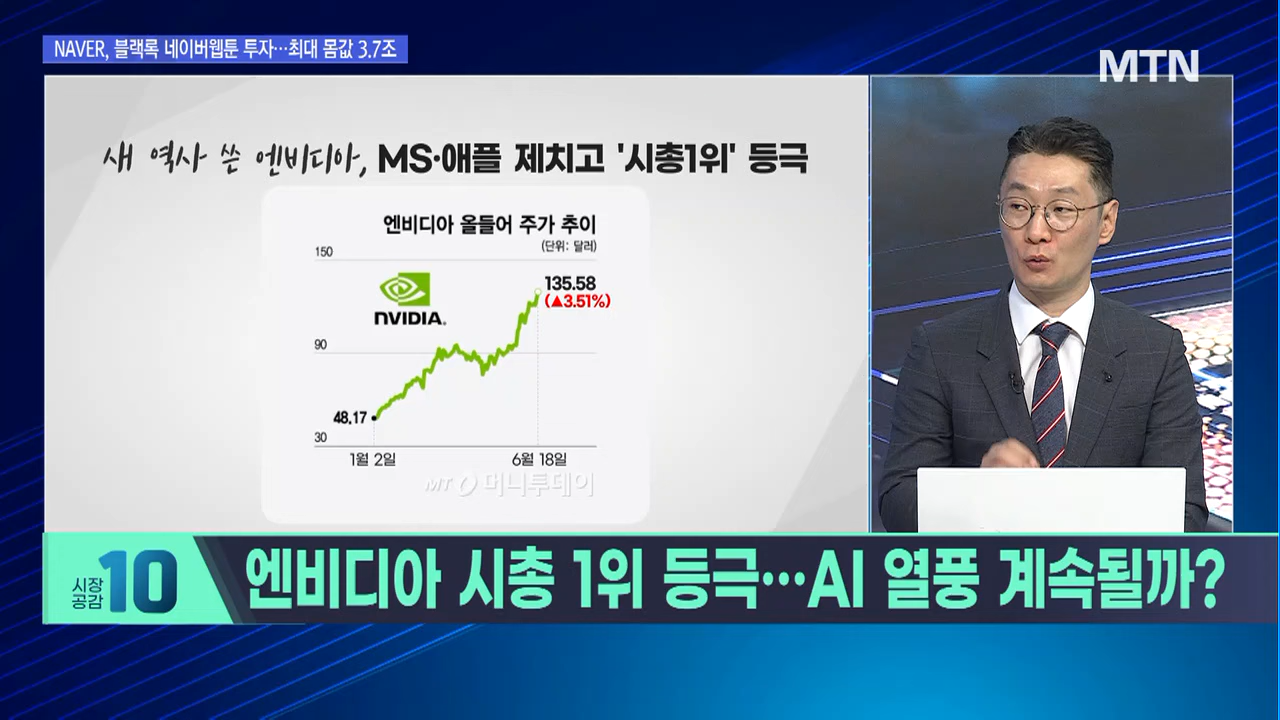 NAVER, 블랙록 네이버웹툰 투자…최대 몸값 3.7조
MTN
새 역사 쓴 엔비디아, MS·애플 제치고 '시총1위' 등극
엔비디아 올들어 주가 추이
(단위: 달러)
150
135.58
(▲3.51%)
NVIDIA.
90
48.17
30
1월 2일 6월 18일
MT 머니투데이
시장
공감 10
엔비디아 시총 1위 등극…AI 열풍 계속될까?